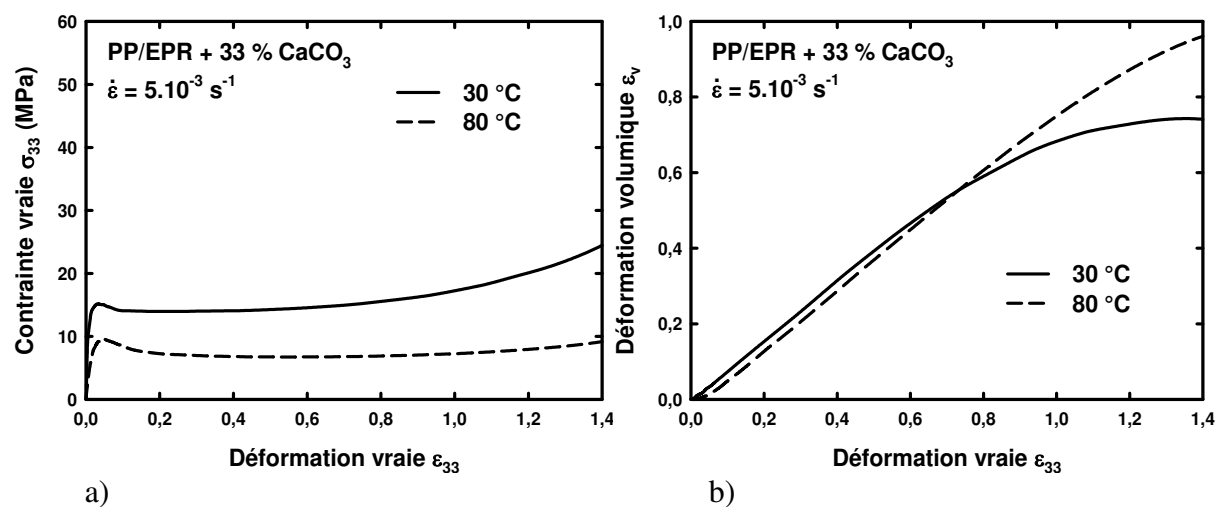 60
50
40
30
20
10
0
Contrainte vraie σ₃₃ (MPa)
PP/EPR + 33 % CaCO₃
ε̇ = 5.10⁻³ s⁻¹
30 °C
80 °C
0,0 0,2 0,4 0,6 0,8 1,0 1,2 1,4
Déformation vraie ε₃₃
a)
1,0
0,8
0,6
0,4
0,2
0,0
Déformation volumique εᵥ
PP/EPR + 33 % CaCO₃
ε̇ = 5.10⁻³ s⁻¹
30 °C
80 °C
0,0 0,2 0,4 0,6 0,8 1,0 1,2 1,4
Déformation vraie ε₃₃
b)